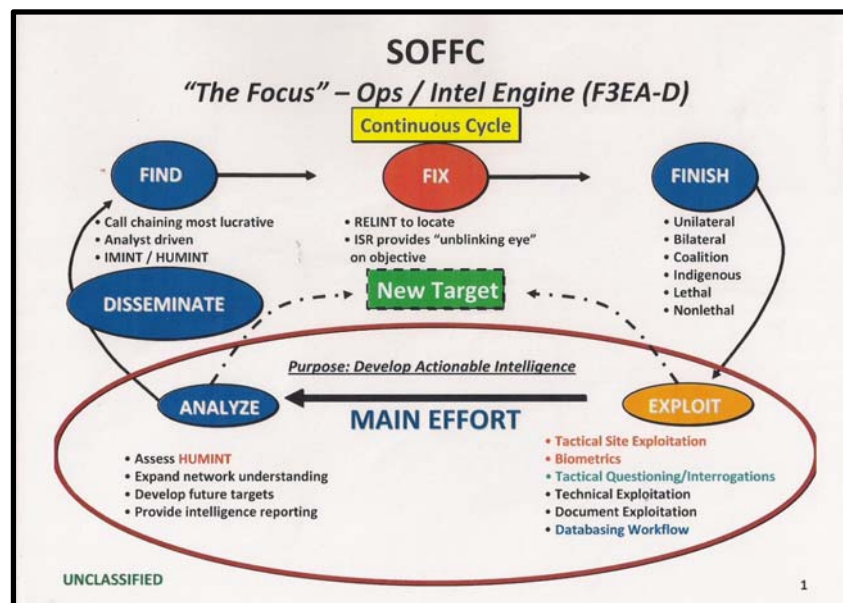 SOFFC
"The Focus" – Ops / Intel Engine (F3EA-D)
Continuous Cycle
FIND
FIX
FINISH
• Call chaining most lucrative
• Analyst driven
• IMINT / HUMINT
• RELINT to locate
• ISR provides "unblinking eye"
on objective
• Unilateral
• Bilateral
• Coalition
• Indigenous
• Lethal
• Nonlethal
DISSEMINATE
New Target
Purpose: Develop Actionable Intelligence
ANALYZE
MAIN EFFORT
EXPLOIT
• Assess HUMINT
• Expand network understanding
• Develop future targets
• Provide intelligence reporting
• Tactical Site Exploitation
• Biometrics
• Tactical Questioning/Interrogations
• Technical Exploitation
• Document Exploitation
• Databasing Workflow
UNCLASSIFIED
1